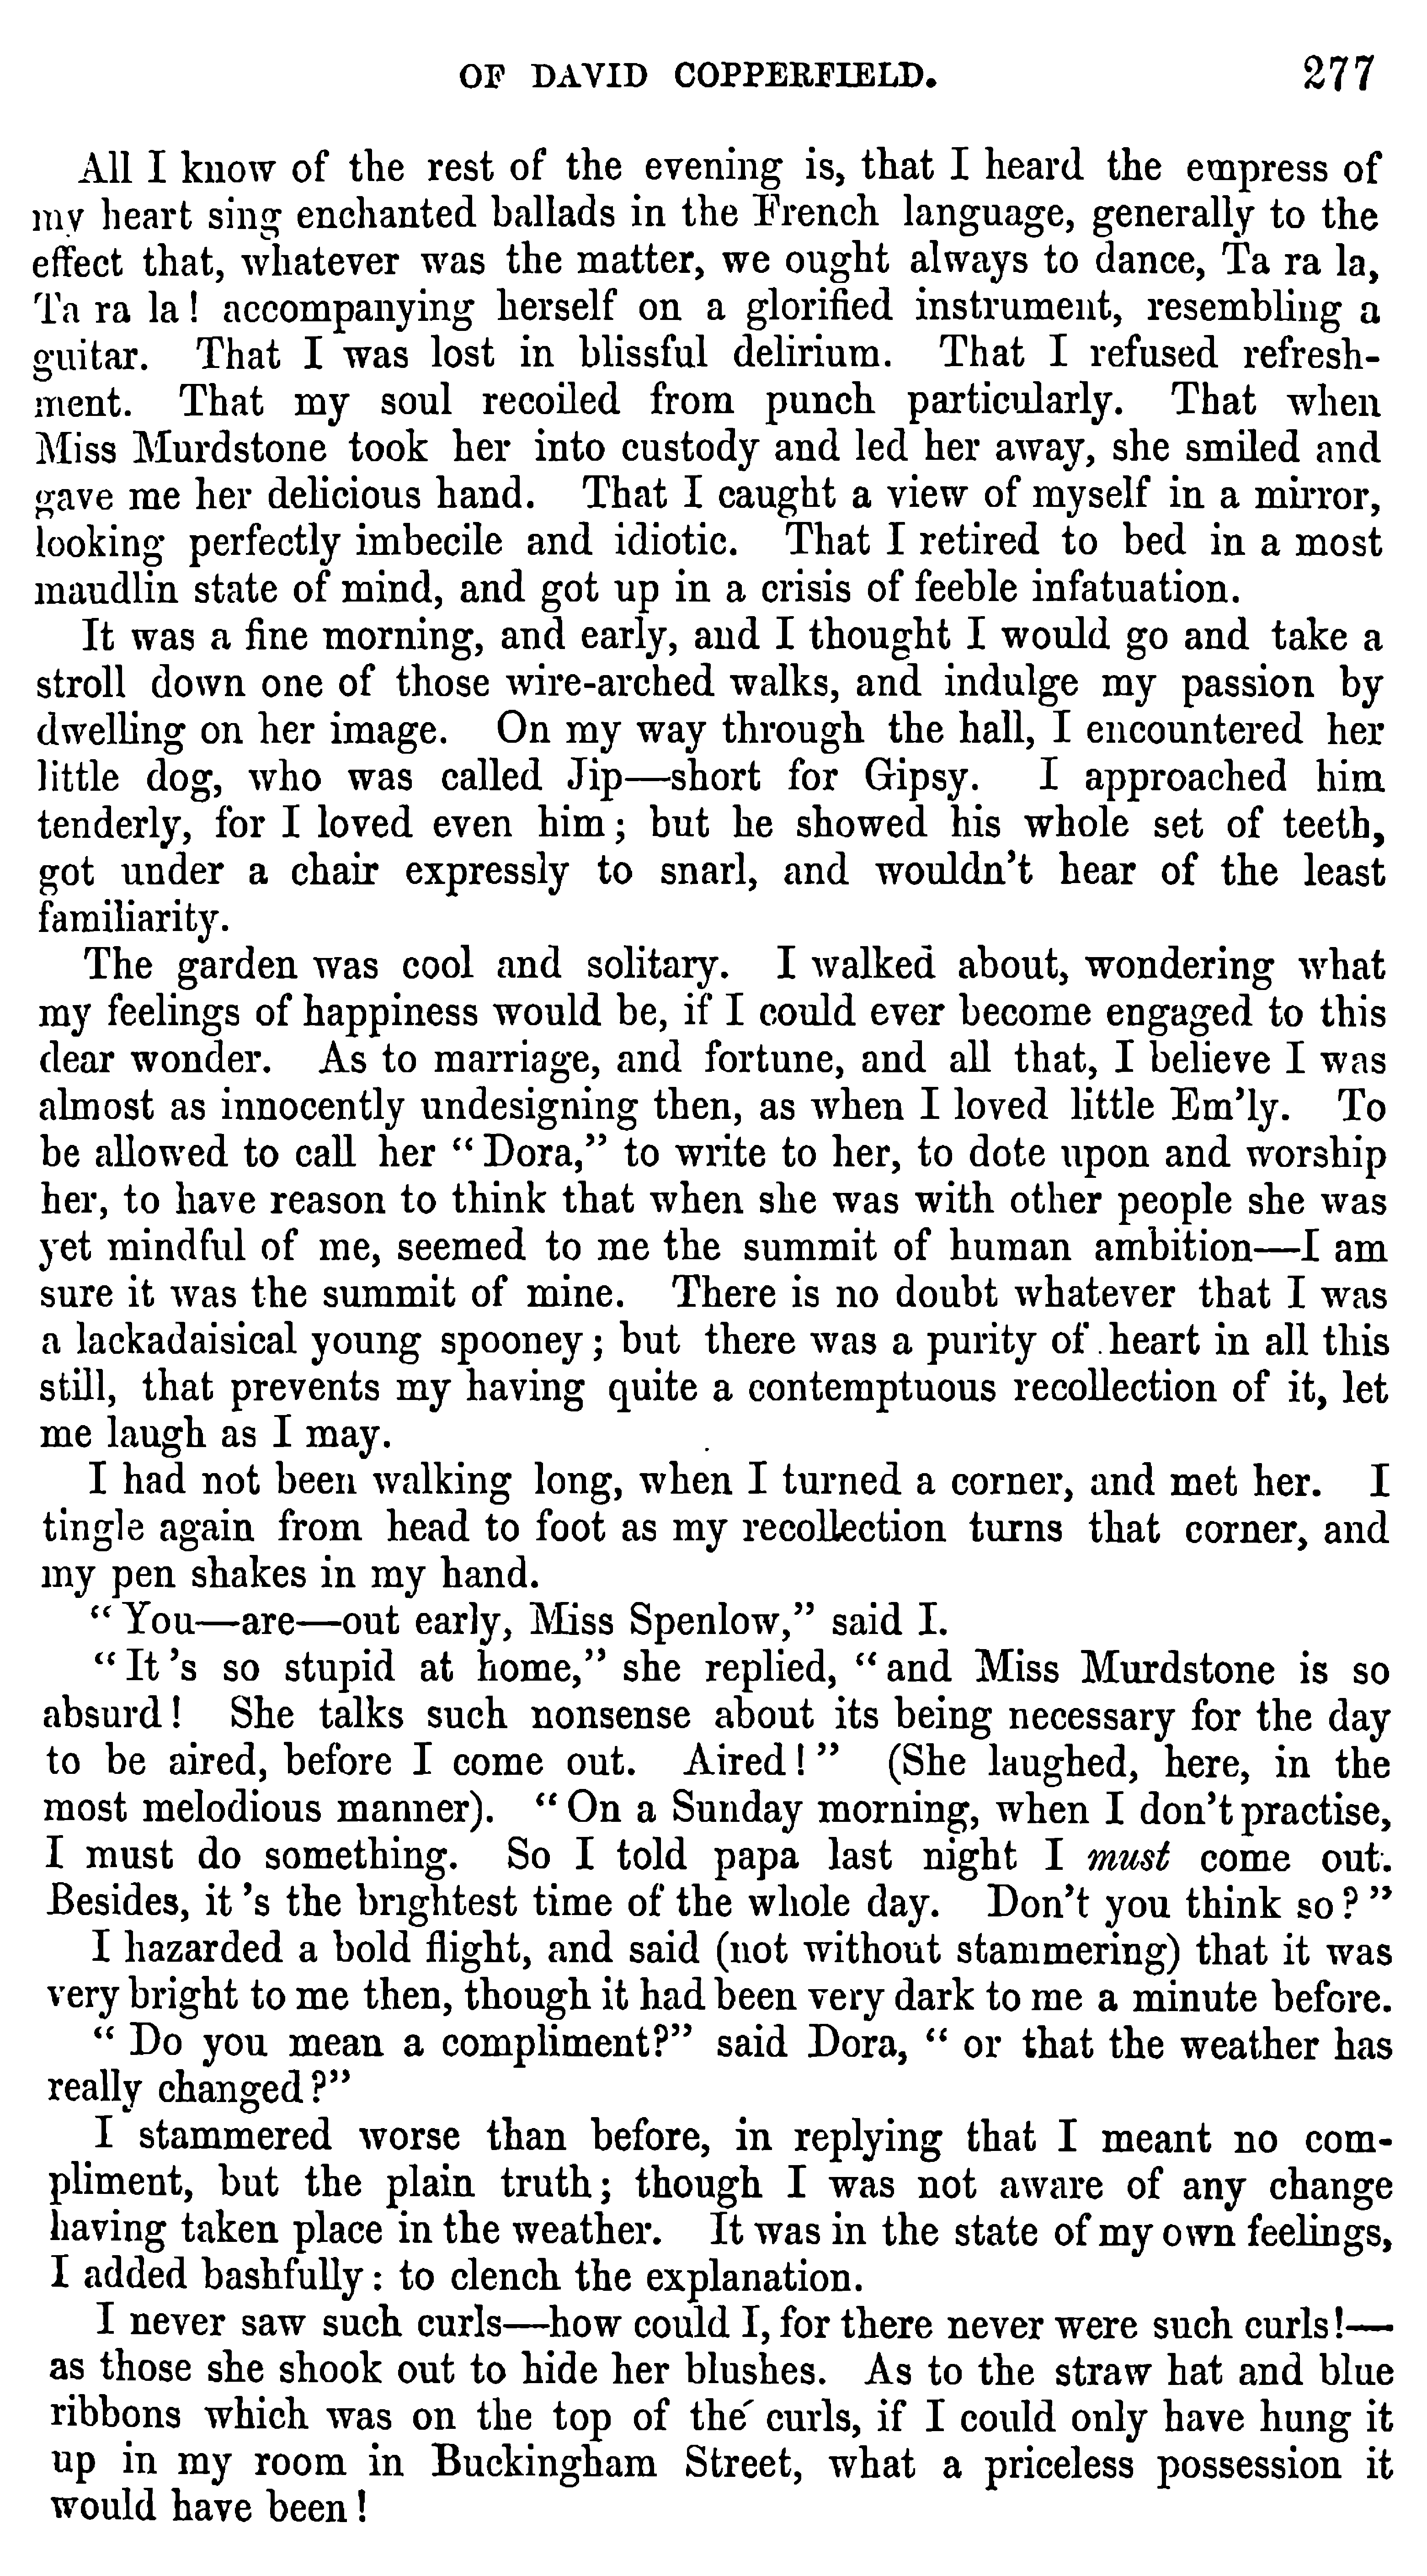 OF DAVID COPPERFIELD. 277
All I know of the rest of the evening is, that I heard the empress of
my heart sing enchanted ballads in the French language, generally to the
effect that, whatever was the matter, we ought always to dance, Ta ra la,
Ta ra la! accompanying herself on a glorified instrument, resembling a
guitar. That I was lost in blissful delirium. That I refused refresh-
ment. That my soul recoiled from punch particularly. That when
Miss Murdstone took her into custody and led her away, she smiled and
gave me her delicious hand. That I caught a view of myself in a mirror,
looking perfectly imbecile and idiotic. That I retired to bed in a most
maudlin state of mind, and got up in a crisis of feeble infatuation.
It was a fine morning, and early, and I thought I would go and take a
stroll down one of those wire-arched walks, and indulge my passion by
dwelling on her image. On my way through the hall, I encountered her
little dog, who was called Jip—short for Gipsy. I approached him
tenderly, for I loved even him; but he showed his whole set of teeth,
got under a chair expressly to snarl, and wouldn't hear of the least
familiarity.
The garden was cool and solitary. I walked about, wondering what
my feelings of happiness would be, if I could ever become engaged to this
dear wonder. As to marriage, and fortune, and all that, I believe I was
almost as innocently undesigning then, as when I loved little Em'ly. To
be allowed to call her "Dora," to write to her, to dote upon and worship
her, to have reason to think that when she was with other people she was
yet mindful of me, seemed to me the summit of human ambition—I am
sure it was the summit of mine. There is no doubt whatever that I was
a lackadaisical young spooney; but there was a purity of heart in all this
still, that prevents my having quite a contemptuous recollection of it, let
me laugh as I may.
I had not been walking long, when I turned a corner, and met her. I
tingle again from head to foot as my recollection turns that corner, and
my pen shakes in my hand.
"You—are—out early, Miss Spenlow," said I.
"It's so stupid at home," she replied, "and Miss Murdstone is so
absurd! She talks such nonsense about its being necessary for the day
to be aired, before I come out. Aired!" (She laughed, here, in the
most melodious manner). "On a Sunday morning, when I don't practise,
I must do something. So I told papa last night I must come out.
Besides, it's the brightest time of the whole day. Don't you think so?"
I hazarded a bold flight, and said (not without stammering) that it was
very bright to me then, though it had been very dark to me a minute before.
"Do you mean a compliment?" said Dora, "or that the weather has
really changed?"
I stammered worse than before, in replying that I meant no com-
pliment, but the plain truth; though I was not aware of any change
having taken place in the weather. It was in the state of my own feelings,
I added bashfully: to clench the explanation.
I never saw such curls—how could I, for there never were such curls!—
as those she shook out to hide her blushes. As to the straw hat and blue
ribbons which was on the top of the curls, if I could only have hung it
up in my room in Buckingham Street, what a priceless possession it
would have been!